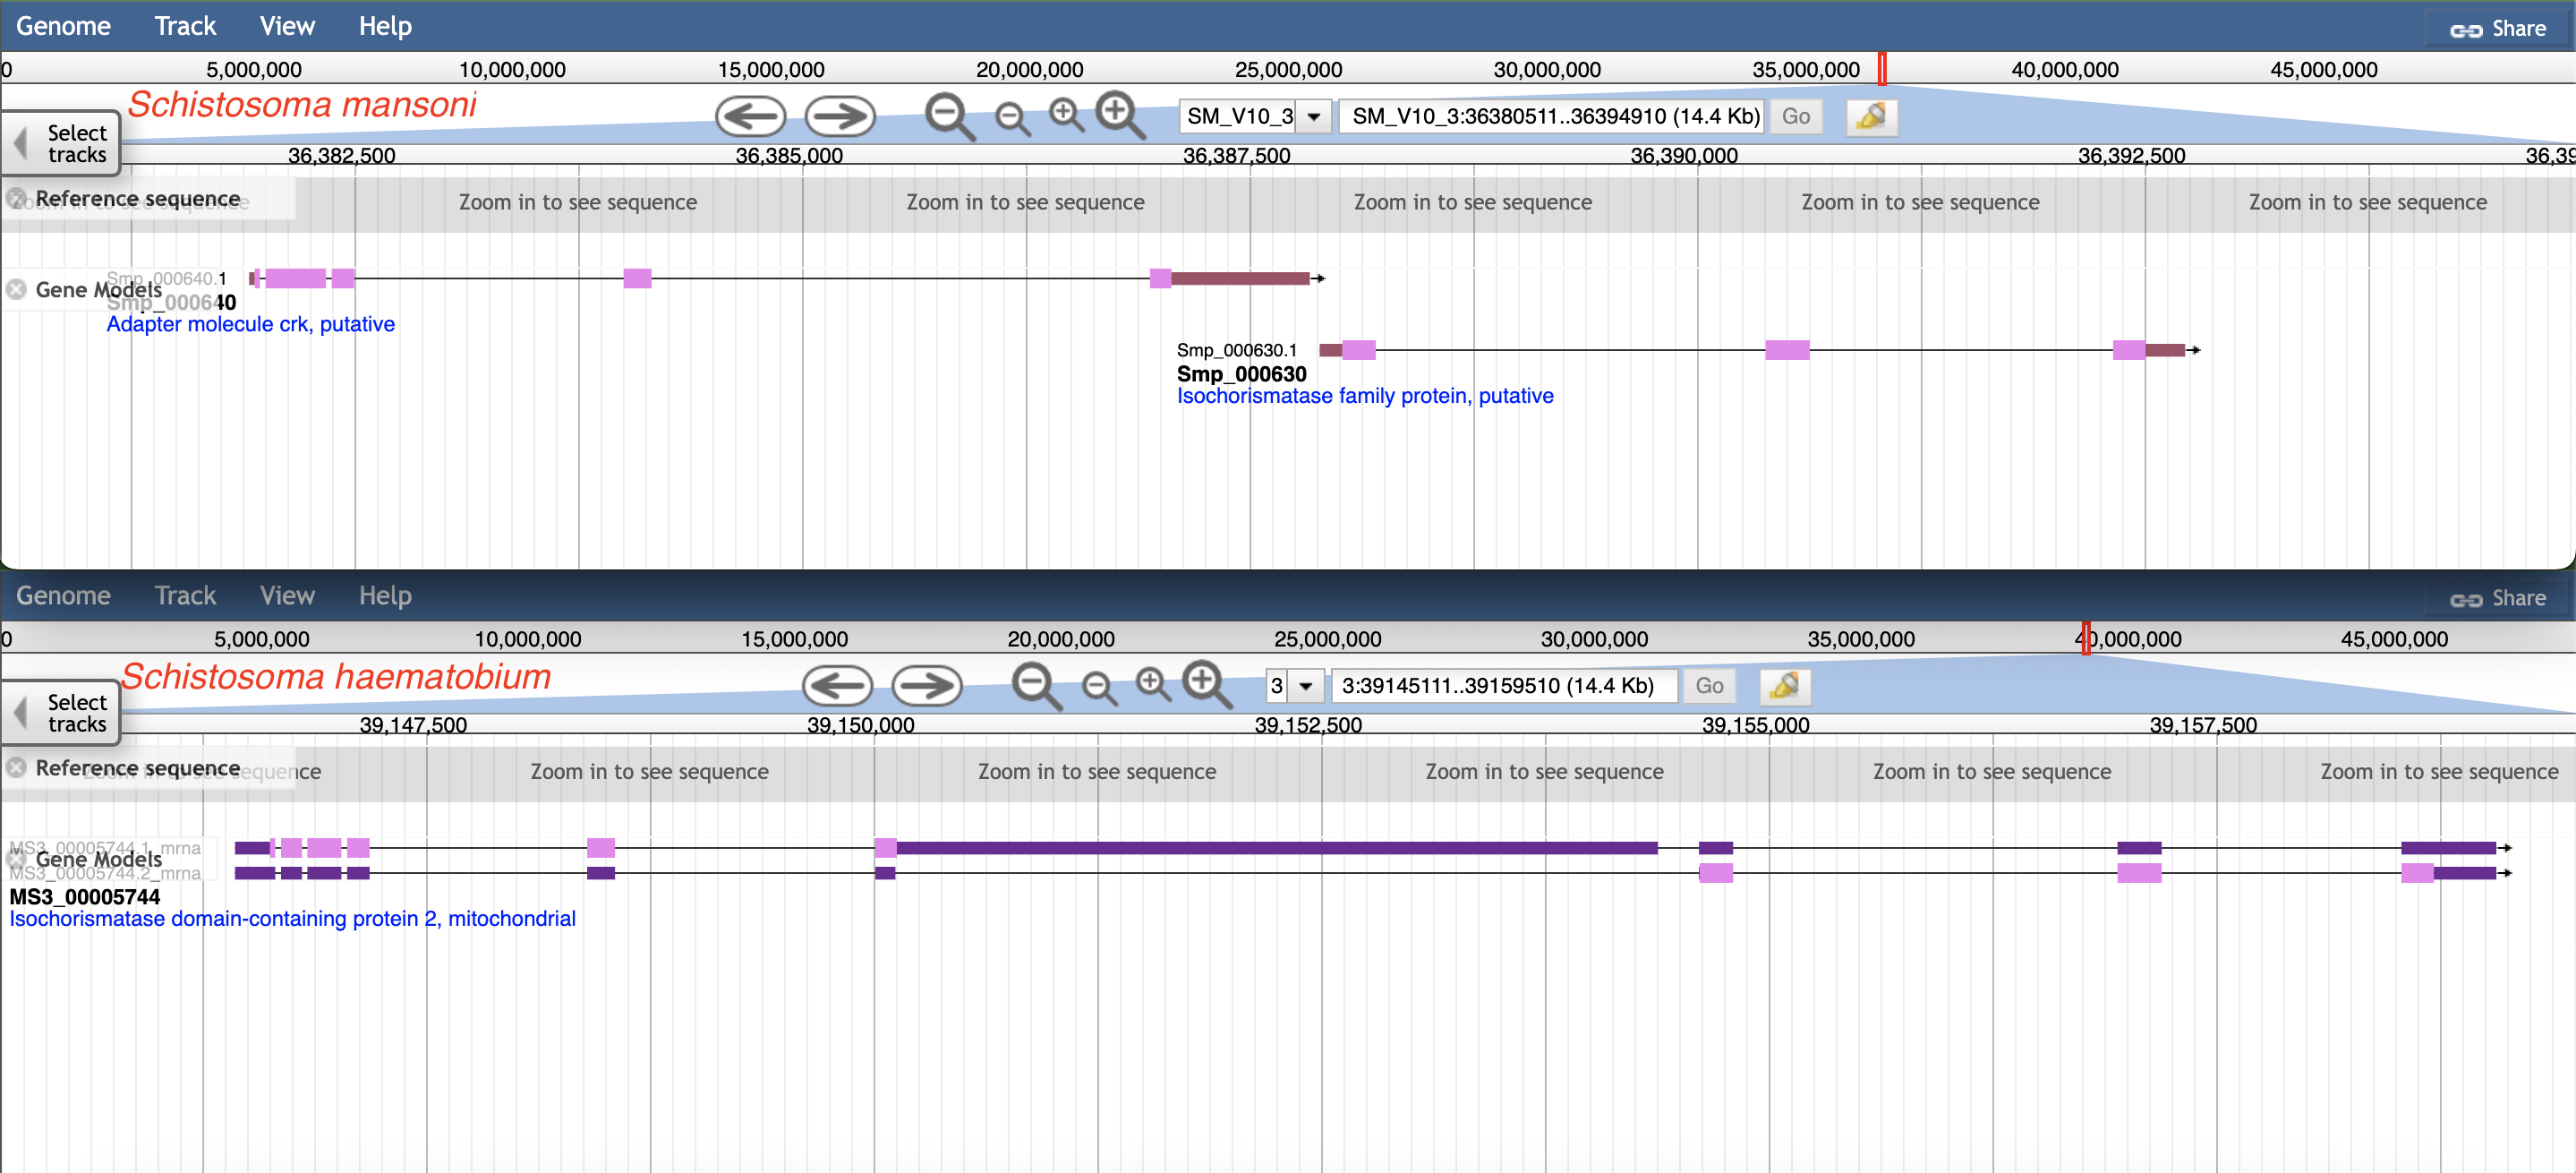 Genome Track View Help Share
0 5,000,000 10,000,000 15,000,000 20,000,000 25,000,000 30,000,000 35,000,000 40,000,000 45,000,000
Schistosoma mansoni
SM_V10_3 SM_V10_3:36380511..36394910 (14.4 Kb) Go
Select tracks
36,382,500 36,385,000 36,387,500 36,390,000 36,392,500 36,39
Reference sequence Zoom in to see sequence Zoom in to see sequence Zoom in to see sequence Zoom in to see sequence Zoom in to see sequence
Smp_000640.1
Gene Models
Smp_000640
Adapter molecule crk, putative
Smp_000630.1
Smp_000630
Isochorismatase family protein, putative
Genome Track View Help Share
0 5,000,000 10,000,000 15,000,000 20,000,000 25,000,000 30,000,000 35,000,000 40,000,000 45,000,000
Schistosoma haematobium
3 3:39145111..39159510 (14.4 Kb) Go
Select tracks
39,147,500 39,150,000 39,152,500 39,155,000 39,157,500
Reference sequence Zoom in to see sequence Zoom in to see sequence Zoom in to see sequence Zoom in to see sequence Zoom in to see sequence
MS3_00005744.1_mrna
Gene Models
MS3_00005744.2_mrna
MS3_00005744
Isochorismatase domain-containing protein 2, mitochondrial